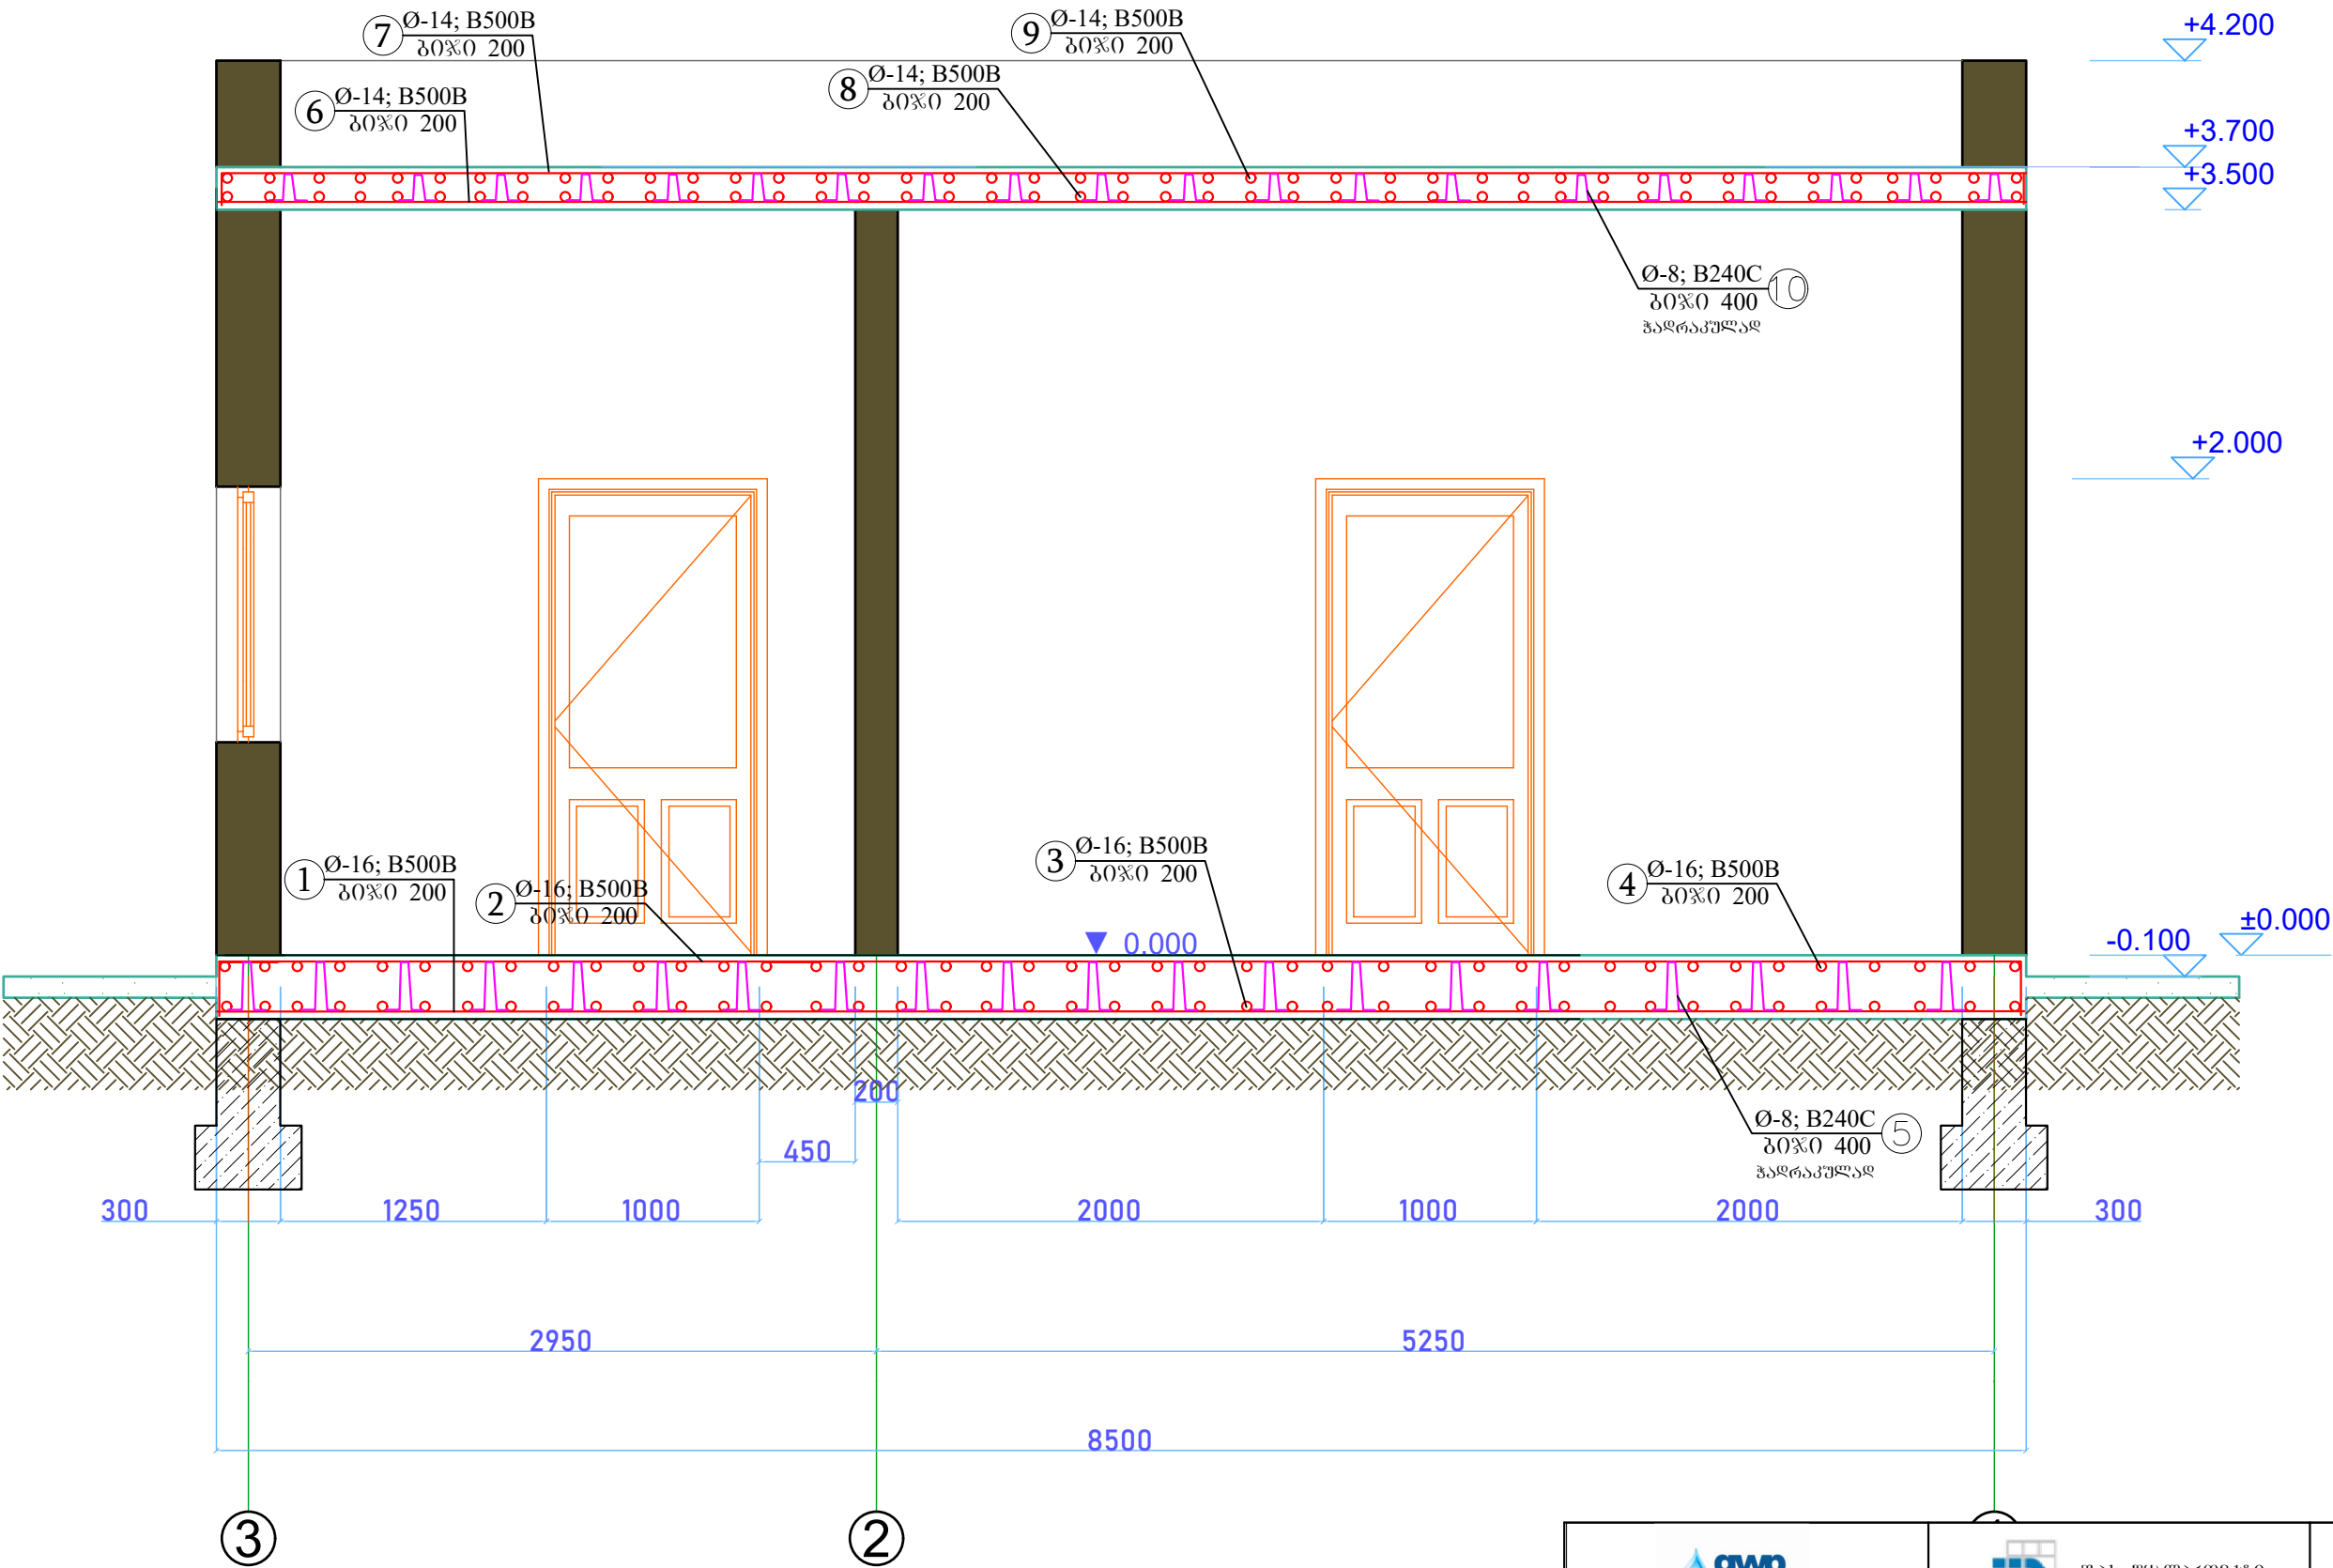 7 Ø-14; B500B
ბიჯი 200
9 Ø-14; B500B
ბიჯი 200
+4.200
8 Ø-14; B500B
ბიჯი 200
6 Ø-14; B500B
ბიჯი 200
+3.700
+3.500
Ø-8; B240C 10
ბიჯი 400
ჭადრაკულად
+2.000
3 Ø-16; B500B
ბიჯი 200
1 Ø-16; B500B
ბიჯი 200
4 Ø-16; B500B
ბიჯი 200
2 Ø-16; B500B
ბიჯი 200
±0.000
-0.100
0.000
200
Ø-8; B240C 5
ბიჯი 400
ჭადრაკულად
450
300 1250 1000 2000 1000 2000 300
2950 5250
8500
3 2
gwp